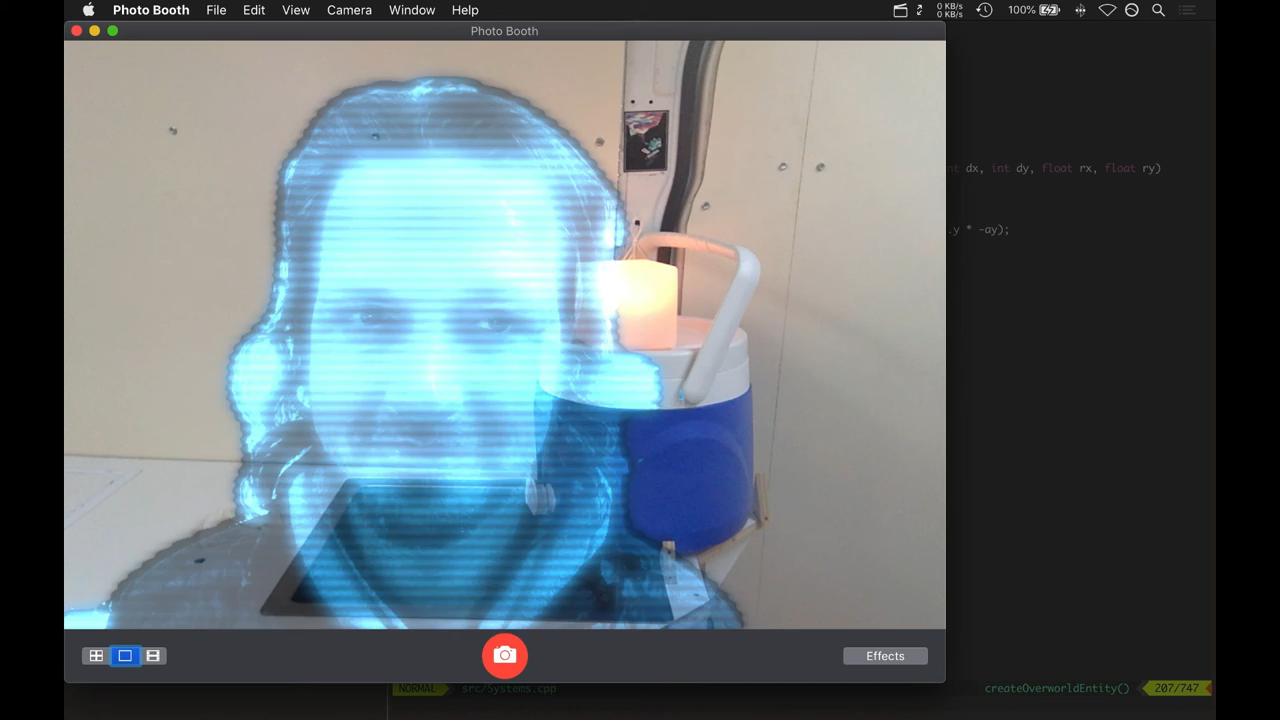 Photo Booth File Edit View Camera Window Help 0 KB/s 100%
0 KB/s
Photo Booth
nt dx, int dy, float rx, float ry)
.y * -ay);
Effects
NORMAL src/Systems.cpp createOverworldEntity() 207/747